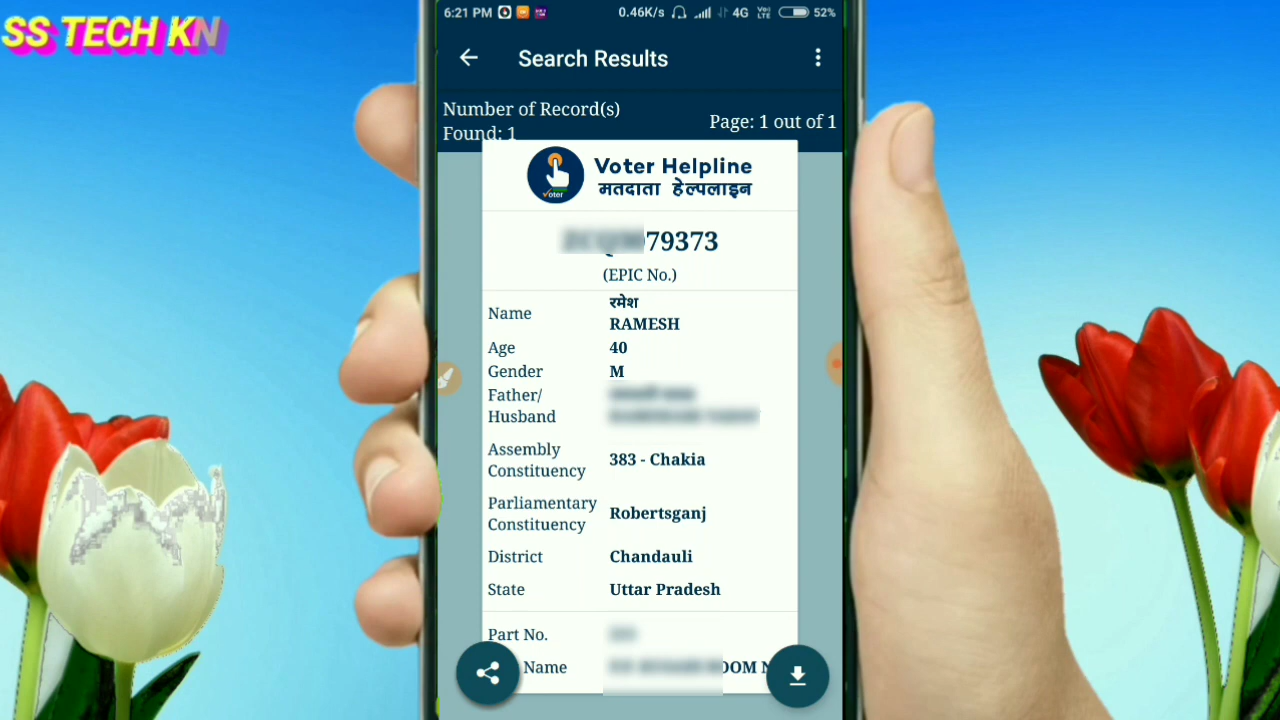 SS TECH KN
6:21 PM 0.46K/s 4G VoLTE 52%
Search Results
Number of Record(s)
Found: 1
Page: 1 out of 1
Voter Helpline
मतदाता हेल्पलाइन
79373
(EPIC No.)
Name रमेश
RAMESH
Age 40
Gender M
Father/
Husband
Assembly
Constituency 383 - Chakia
Parliamentary
Constituency Robertsganj
District Chandauli
State Uttar Pradesh
Part No.
Name